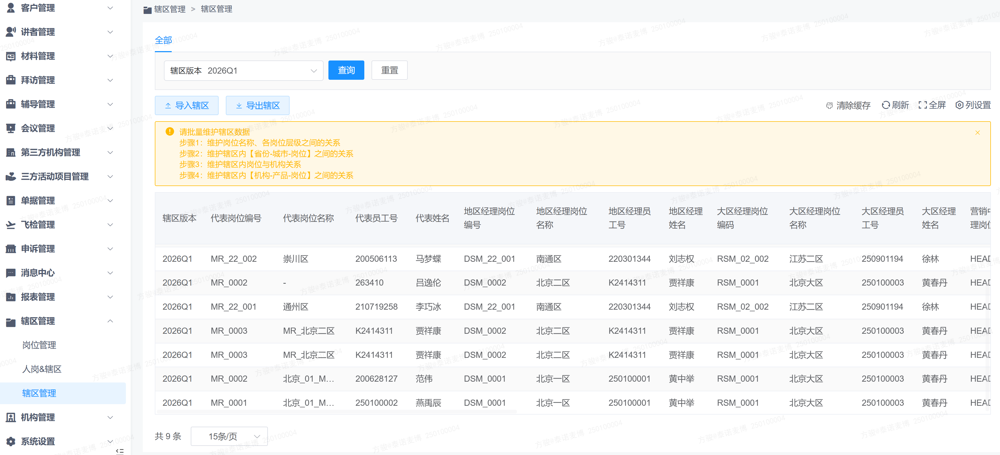 客户管理
讲者管理
材料管理
拜访管理
辅导管理
会议管理
第三方机构管理
三方活动项目管理
单据管理
飞检管理
申诉管理
消息中心
报表管理
辖区管理
岗位管理
人岗&辖区
辖区管理
机构管理
系统设置
辖区管理 > 辖区管理
全部
辖区版本 2026Q1 查询 重置
导入辖区 导出辖区 清除缓存 刷新 全屏 列设置
请批量维护辖区数据
步骤1：维护岗位名称、各岗位层级之间的关系
步骤2：维护辖区内【省份-城市-岗位】之间的关系
步骤3：维护辖区内岗位与机构关系
步骤4：维护辖区内【机构-产品-岗位】之间的关系
辖区版本 代表岗位编号 代表岗位名称 代表员工号 代表姓名 地区经理岗位编号 地区经理岗位名称 地区经理员工号 地区经理姓名 大区经理岗位编码 大区经理岗位名称 大区经理员工号 大区经理姓名 营销
2026Q1 MR_22_002 崇川区 200506113 马梦蝶 DSM_22_001 南通区 220301344 刘志权 RSM_02_002 江苏二区 250901194 徐林 HEAD
2026Q1 MR_0002 - 263410 吕逸伦 DSM_0002 北京二区 K2414311 贾祥康 RSM_0001 北京大区 250100003 黄春丹 HEAD
2026Q1 MR_22_001 通州区 210719258 李巧冰 DSM_22_001 南通区 220301344 刘志权 RSM_02_002 江苏二区 250901194 徐林 HEAD
2026Q1 MR_0003 MR_北京二区 K2414311 贾祥康 DSM_0002 北京二区 K2414311 贾祥康 RSM_0001 北京大区 250100003 黄春丹 HEAD
2026Q1 MR_0003 MR_北京二区 K2414311 贾祥康 DSM_0002 北京二区 K2414311 贾祥康 RSM_0001 北京大区 250100003 黄春丹 HEAD
2026Q1 MR_0002 北京_01_M... 200628127 范伟 DSM_0001 北京一区 250100001 黄中举 RSM_0001 北京大区 250100003 黄春丹 HEAD
2026Q1 MR_0001 北京_01_M... 250100002 燕禹辰 DSM_0001 北京一区 250100001 黄中举 RSM_0001 北京大区 250100003 黄春丹 HEAD
共 9 条 15条/页
方骏@泰诺麦博 250100004